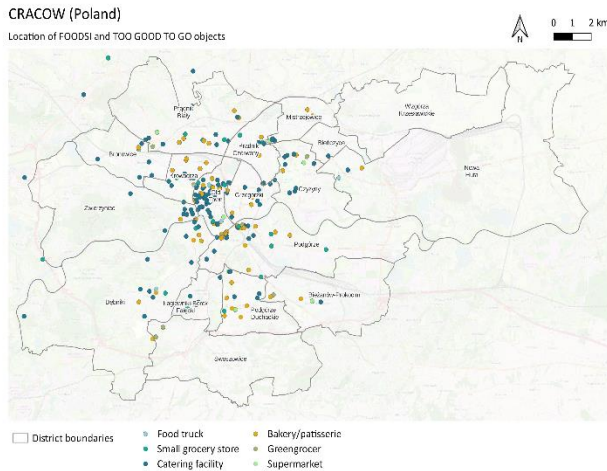 CRACOW (Poland)
Location of FOODSI and TOO GOOD TO GO objects
N
0 1 2 km
Prądnik
Biały
Mistrzejowice
Wzgórza
Krzesławickie
Bieńczyce
Bronowice
Prądnik
Czerwony
Nowa
Huta
Krowodrza
Grzegórzki
Czyżyny
Stare
Zwierzyniec
Podgórze
Dębniki
Łagiewniki-Borek
Fałęcki
Bieżanów-Prokocim
Podgórze
Duchackie
Swoszowice
District boundaries
Food truck
Small grocery store
Catering facility
Bakery/patisserie
Greengrocer
Supermarket